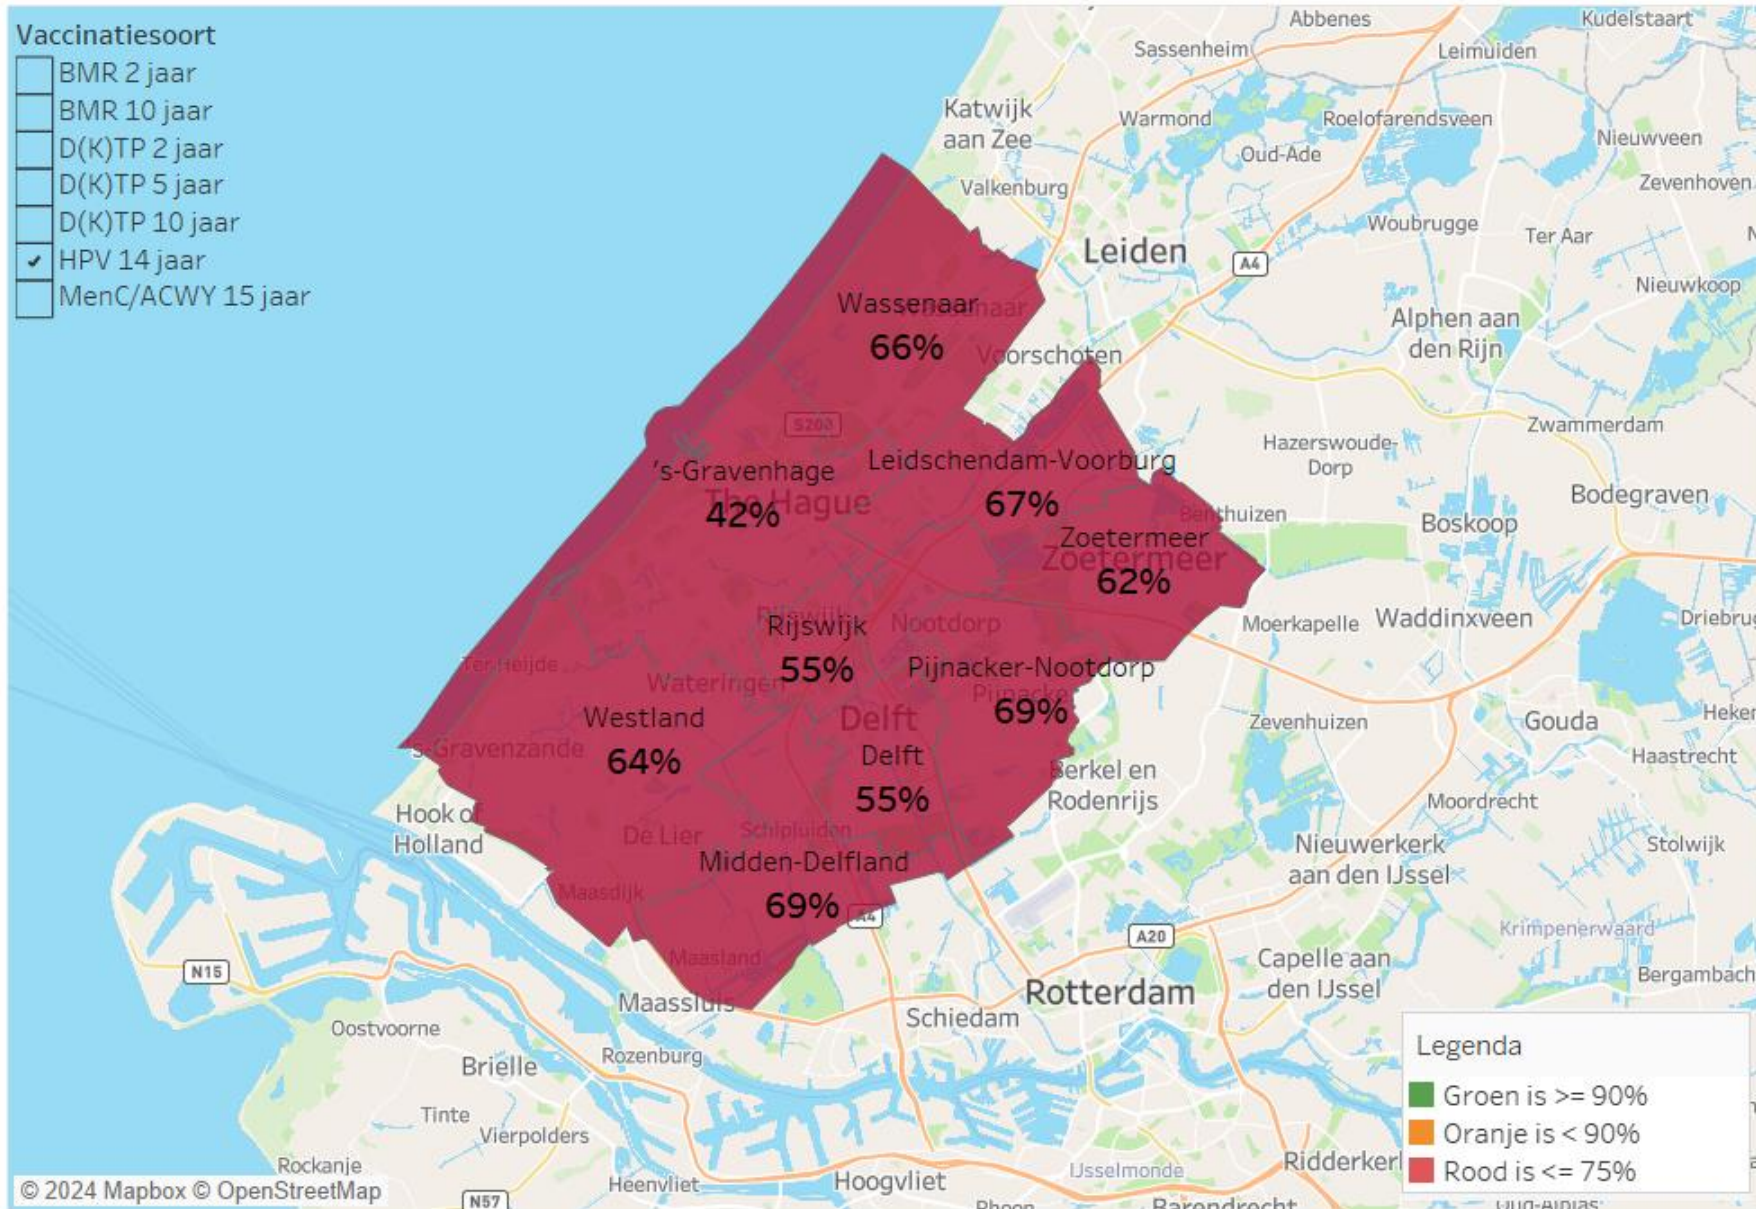 Vaccinatiesoort
BMR 2 jaar
BMR 10 jaar
D(K)TP 2 jaar
D(K)TP 5 jaar
D(K)TP 10 jaar
HPV 14 jaar
MenC/ACWY 15 jaar
Abbenes
Kudelstaart
Sassenheim
Leimuiden
Katwijk
aan Zee
Warmond
Roelofarendsveen
Nieuwveen
Oud-Ade
Valkenburg
Zevenhoven
Woubrugge
Ter Aar
Leiden
A4
Nieuwkoop
Wassenaar
Wassenaar
66%
Voorschoten
Alphen aan
den Rijn
S200
Zwammerdam
Hazerswoude-
Dorp
's-Gravenhage
The Hague
42%
Leidschendam-Voorburg
67%
Benthuizen
Boskoop
Bodegraven
Zoetermeer
Zoetermeer
62%
Rijswijk
Rijswijk
55%
Nootdorp
Moerkapelle
Waddinxveen
Ter Heijde
Wateringen
Pijnacker-Nootdorp
69%
Delft
Delft
55%
Westland
64%
's-Gravenzande
Zevenhuizen
Gouda
Haastrecht
Berkel en
Rodenrijs
Moordrecht
Hook of
Holland
De Lier
Schipluiden
Nieuwerkerk
aan den IJssel
Stolwijk
Midden-Delfland
69%
A4
Maasdijk
Maasland
A20
Krimpenerwaard
Capelle aan
den IJssel
Bergambach
N15
Maassluis
Rotterdam
Schiedam
Oostvoorne
Rozenburg
Brielle
Tinte
Vierpolders
Rockanje
Heenvliet
Hoogvliet
IJsselmonde
Ridderker
N57
Legenda
Groen is >= 90%
Oranje is < 90%
Rood is <= 75%
© 2024 Mapbox © OpenStreetMap